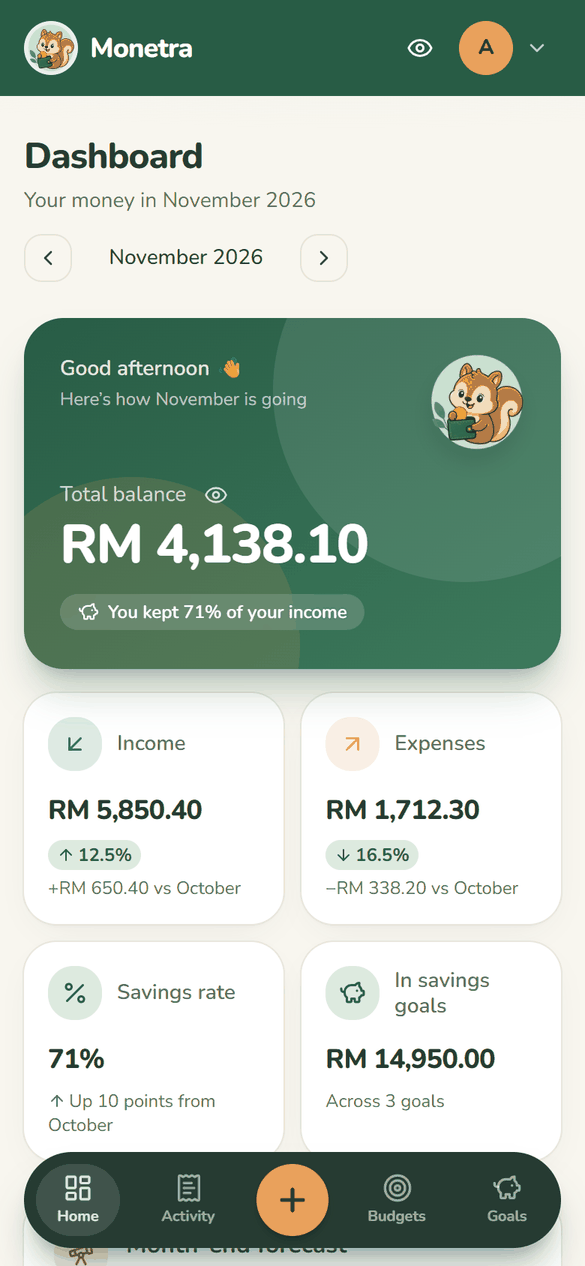 Monetra
A
Dashboard
Your money in November 2026
November 2026
Good afternoon 👋
Here's how November is going
Total balance
RM 4,138.10
You kept 71% of your income
Income
RM 5,850.40
↑ 12.5%
+RM 650.40 vs October
Expenses
RM 1,712.30
↓ 16.5%
−RM 338.20 vs October
Savings rate
71%
↑ Up 10 points from
October
In savings
goals
RM 14,950.00
Across 3 goals
Month-end forecast
Home
Activity
Budgets
Goals